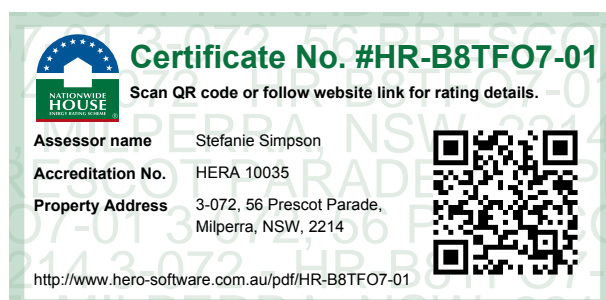 Certificate No. #HR-B8TFO7-01
Scan QR code or follow website link for rating details.
NATIONWIDE
HOUSE
ENERGY RATING SCHEME ®
Assessor name Stefanie Simpson
Accreditation No. HERA 10035
Property Address 3-072, 56 Prescot Parade,
Milperra, NSW, 2214
http://www.hero-software.com.au/pdf/HR-B8TFO7-01